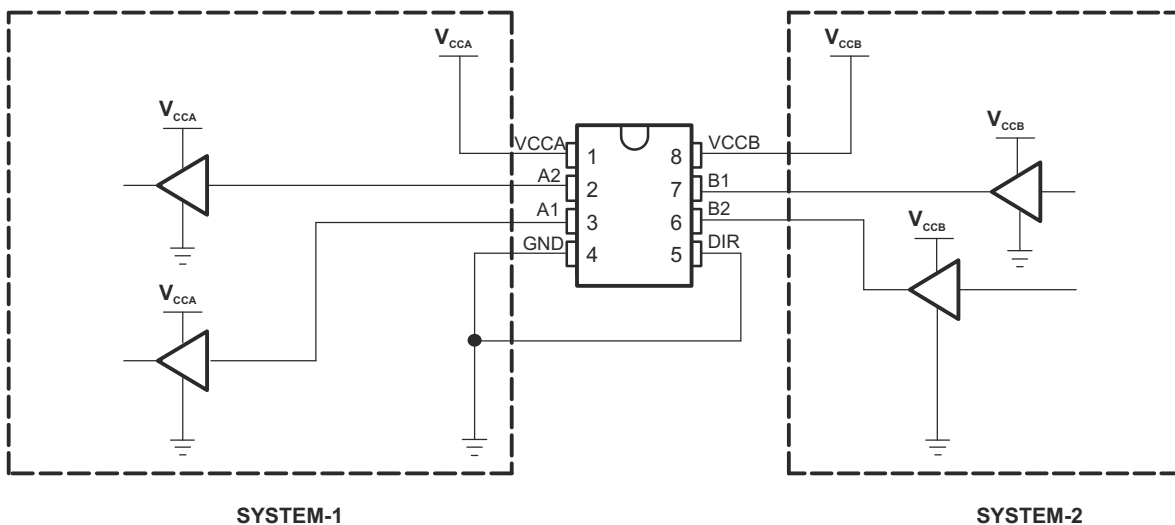 VCCA
VCCB
VCCA
VCCB
VCCA 1 8 VCCB
A2 2 7 B1
A1 3 6 B2
VCCB
GND 4 5 DIR
VCCA
SYSTEM-1 SYSTEM-2